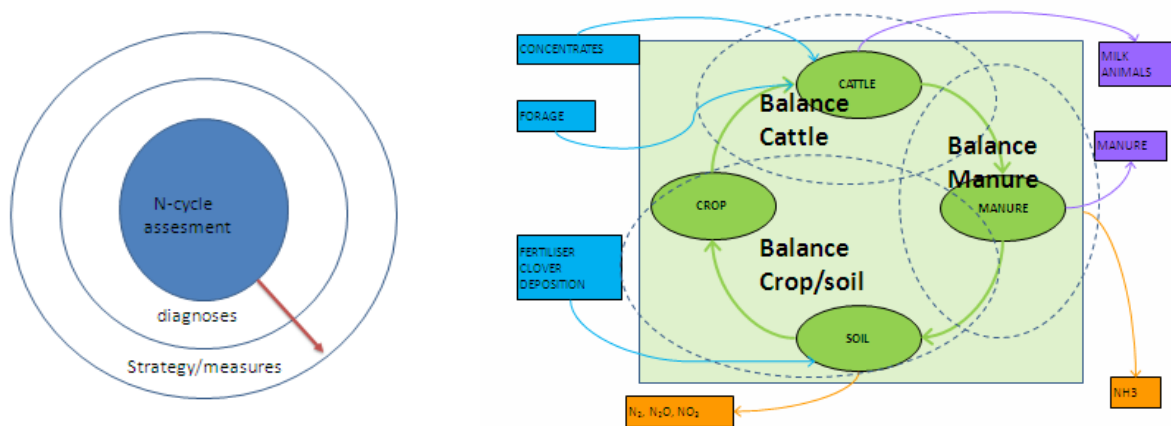 N-cycle
assesment
diagnoses
Strategy/measures
CONCENTRATES
FORAGE
FERTILISER
CLOVER
DEPOSITION
CATTLE
Balance
Cattle
CROP
Balance
Manure
MANURE
Balance
Crop/soil
SOIL
MILK
ANIMALS
MANURE
NH3
N₂, N₂O, NO₃